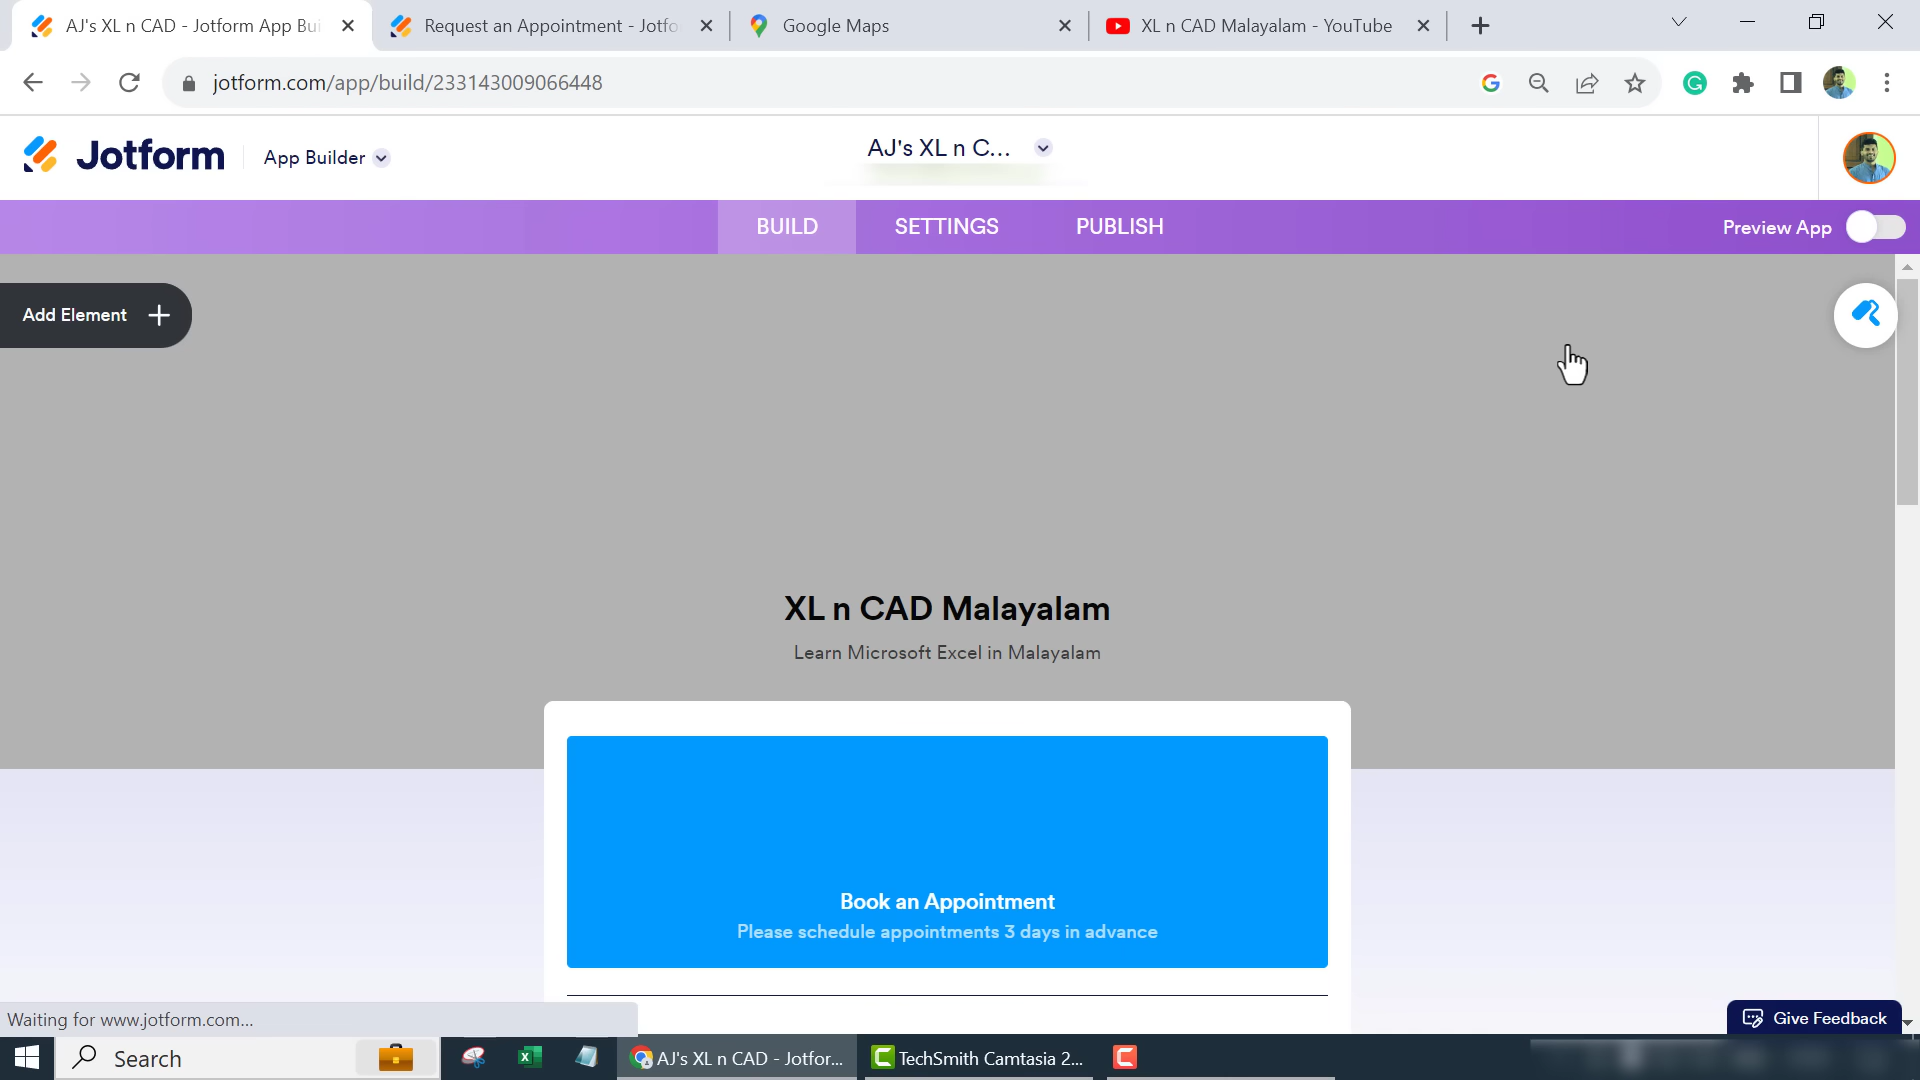 AJ's XL n CAD - Jotform App Bui
Request an Appointment - Jotfo
Google Maps
XL n CAD Malayalam - YouTube
jotform.com/app/build/233143009066448
Jotform
App Builder
AJ's XL n C...
BUILD
SETTINGS
PUBLISH
Preview App
Add Element
XL n CAD Malayalam
Learn Microsoft Excel in Malayalam
Book an Appointment
Please schedule appointments 3 days in advance
Waiting for www.jotform.com...
Give Feedback
Search
AJ's XL n CAD - Jotfor...
TechSmith Camtasia 2...